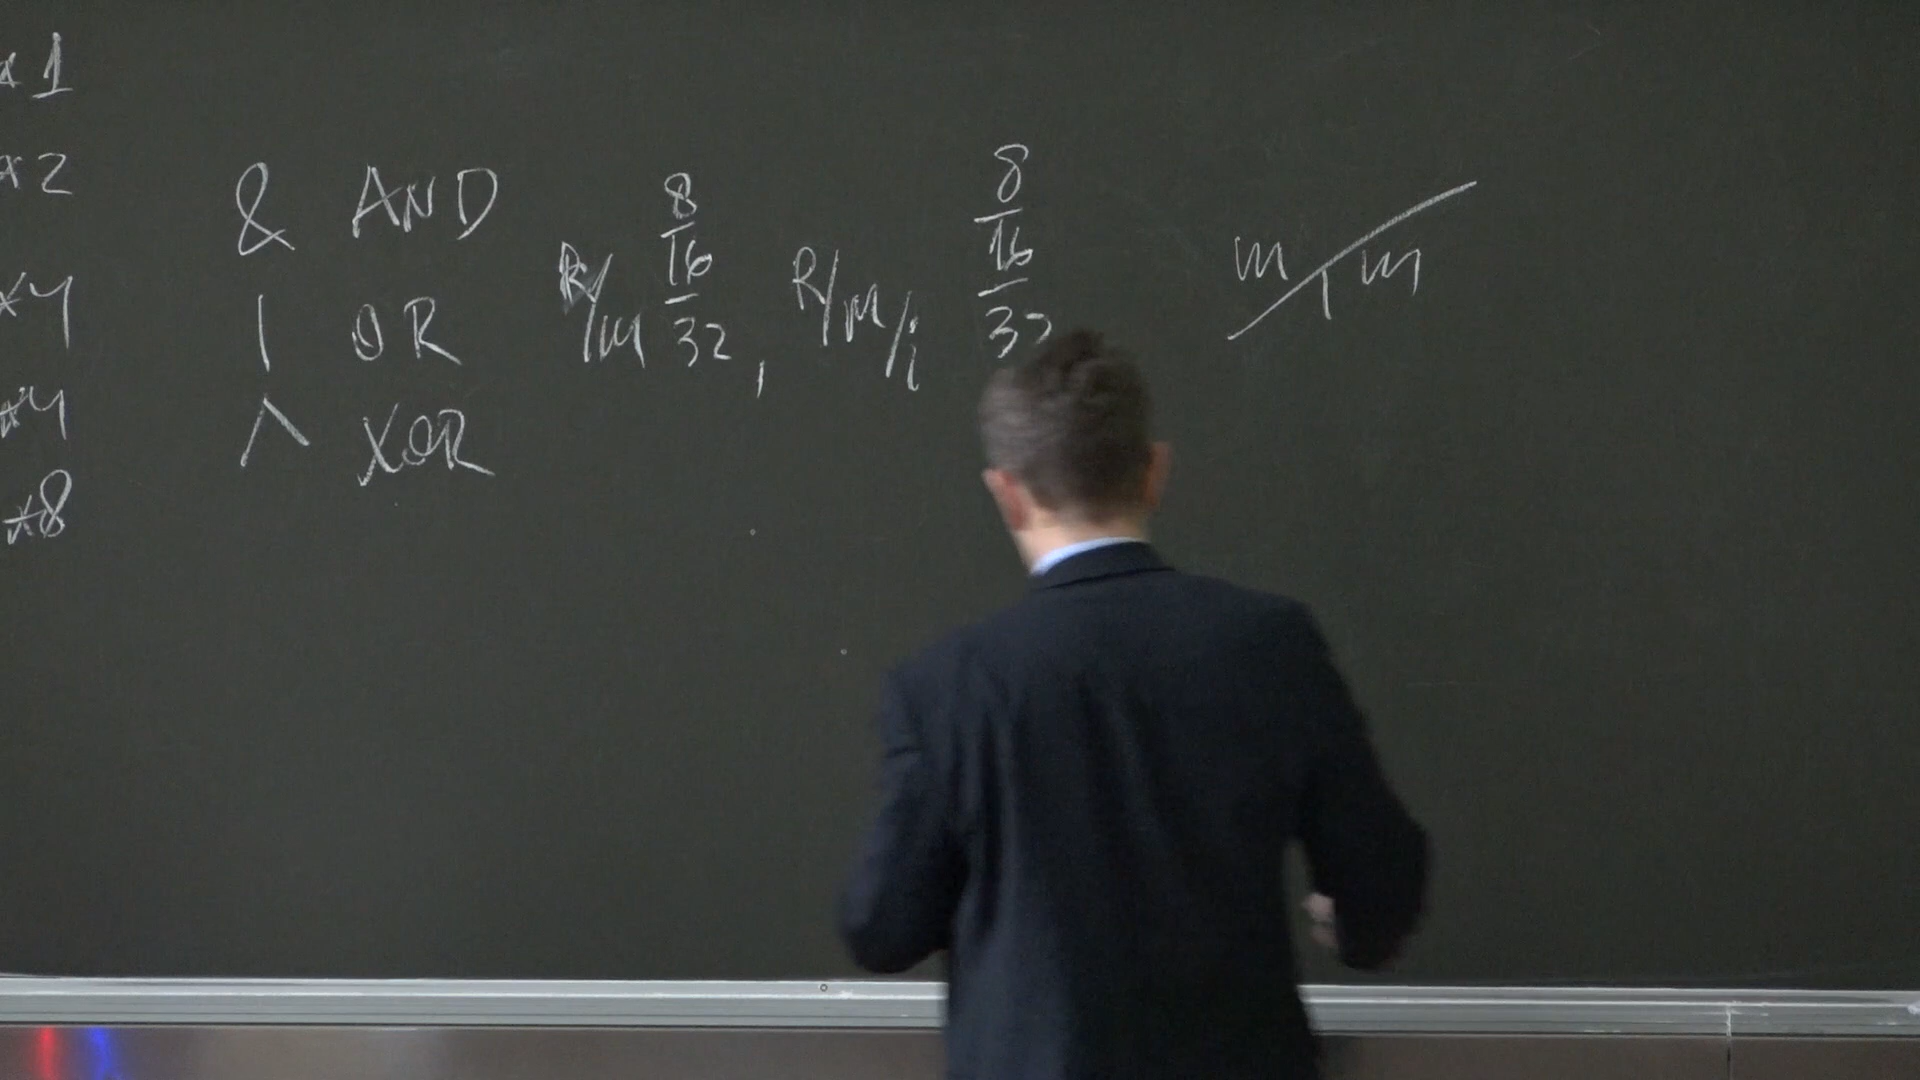 *1
*2
*4
*4
*8
& AND
| OR
^ XOR
R/m 8/16/32, R/m/i 8/16/32
m, m